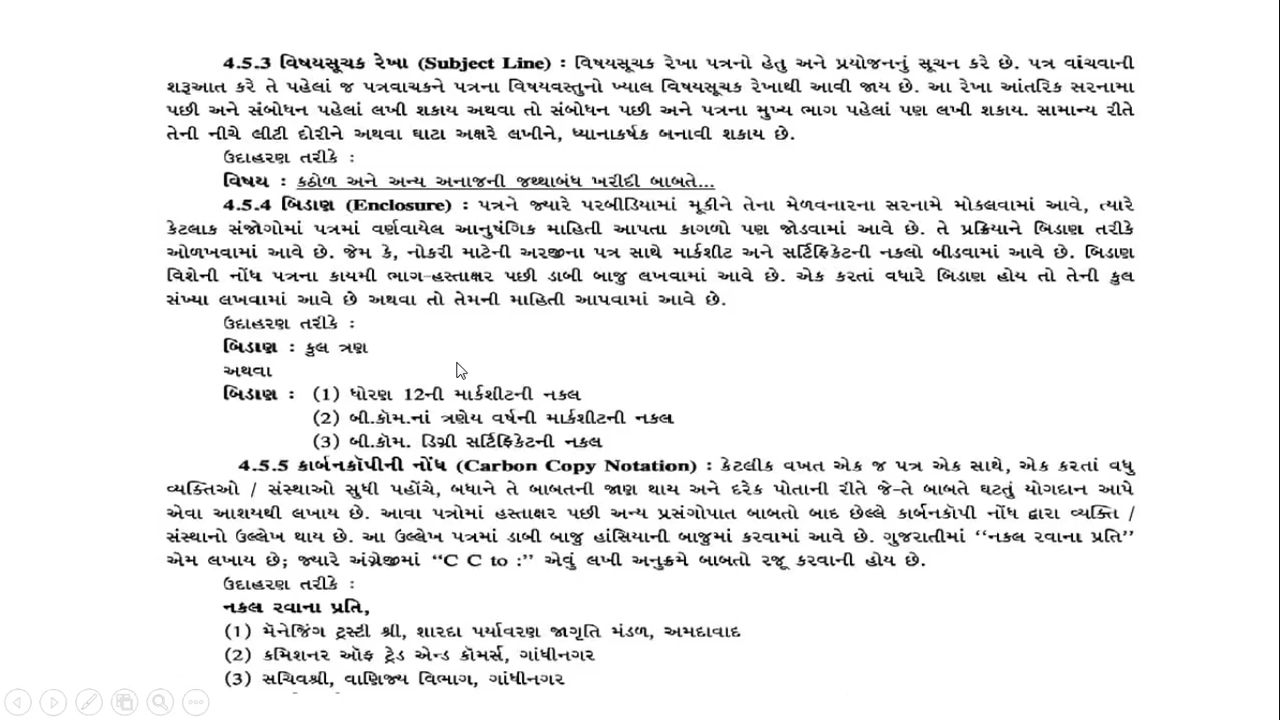 4.5.3 વિષયસૂચક રેખા (Subject Line) : વિષયસૂચક રેખા પત્રનો હેતુ અને પ્રયોજનનું સૂચન કરે છે. પત્ર વાંચવાની
શરૂઆત કરે તે પહેલાં જ પત્રવાચકને પત્રના વિષયવસ્તુનો ખ્યાલ વિષયસૂચક રેખાથી આવી જાય છે. આ રેખા આંતરિક સરનામા
પછી અને સંબોધન પહેલાં લખી શકાય અથવા તો સંબોધન પછી અને પત્રના મુખ્ય ભાગ પહેલાં પણ લખી શકાય. સામાન્ય રીતે
તેની નીચે લીટી દોરીને અથવા ઘાટા અક્ષરે લખીને, ધ્યાનાકર્ષક બનાવી શકાય છે.
ઉદાહરણ તરીકે :
વિષય : કઠોળ અને અન્ય અનાજની જથ્થાબંધ ખરીદી બાબતે...
4.5.4 બિડાણ (Enclosure) : પત્રને જ્યારે પરબીડિયામાં મૂકીને તેના મેળવનારના સરનામે મોકલવામાં આવે, ત્યારે
કેટલાક સંજોગોમાં પત્રમાં વર્ણવાયેલ આનુષંગિક માહિતી આપતા કાગળો પણ જોડવામાં આવે છે. તે પ્રક્રિયાને બિડાણ તરીકે
ઓળખવામાં આવે છે. જેમ કે, નોકરી માટેની અરજીના પત્ર સાથે માર્કશીટ અને સર્ટિફિકેટની નકલો બીડવામાં આવે છે. બિડાણ
વિશેની નોંધ પત્રના કાયમી ભાગ-હસ્તાક્ષર પછી ડાબી બાજુ લખવામાં આવે છે. એક કરતાં વધારે બિડાણ હોય તો તેની કુલ
સંખ્યા લખવામાં આવે છે અથવા તો તેમની માહિતી આપવામાં આવે છે.
ઉદાહરણ તરીકે :
બિડાણ : કુલ ત્રણ
અથવા
બિડાણ : (1) ધોરણ 12ની માર્કશીટની નકલ
(2) બી.કૉમ.નાં ત્રણેય વર્ષની માર્કશીટની નકલ
(3) બી.કૉમ. ડિગ્રી સર્ટિફિકેટની નકલ
4.5.5 કાર્બનકૉપીની નોંધ (Carbon Copy Notation) : કેટલીક વખત એક જ પત્ર એક સાથે, એક કરતાં વધુ
વ્યક્તિઓ / સંસ્થાઓ સુધી પહોંચે, બધાને તે બાબતની જાણ થાય અને દરેક પોતાની રીતે જે-તે બાબતે ઘટતું યોગદાન આપે
એવા આશયથી લખાય છે. આવા પત્રોમાં હસ્તાક્ષર પછી અન્ય પ્રસંગોપાત બાબતો બાદ છેલ્લે કાર્બનકૉપી નોંધ દ્વારા વ્યક્તિ /
સંસ્થાનો ઉલ્લેખ થાય છે. આ ઉલ્લેખ પત્રમાં ડાબી બાજુ હાંસિયાની બાજુમાં કરવામાં આવે છે. ગુજરાતીમાં “નકલ રવાના પ્રતિ”
એમ લખાય છે; જ્યારે અંગ્રેજીમાં “C C to :” એવું લખી અનુક્રમે બાબતો રજૂ કરવાની હોય છે.
ઉદાહરણ તરીકે :
નકલ રવાના પ્રતિ,
(1) મૅનેજિંગ ટ્રસ્ટી શ્રી, શારદા પર્યાવરણ જાગૃતિ મંડળ, અમદાવાદ
(2) કમિશનર ઑફ ટ્રેડ એન્ડ કૉમર્સ, ગાંધીનગર
(3) સચિવશ્રી, વાણિજ્ય વિભાગ, ગાંધીનગર